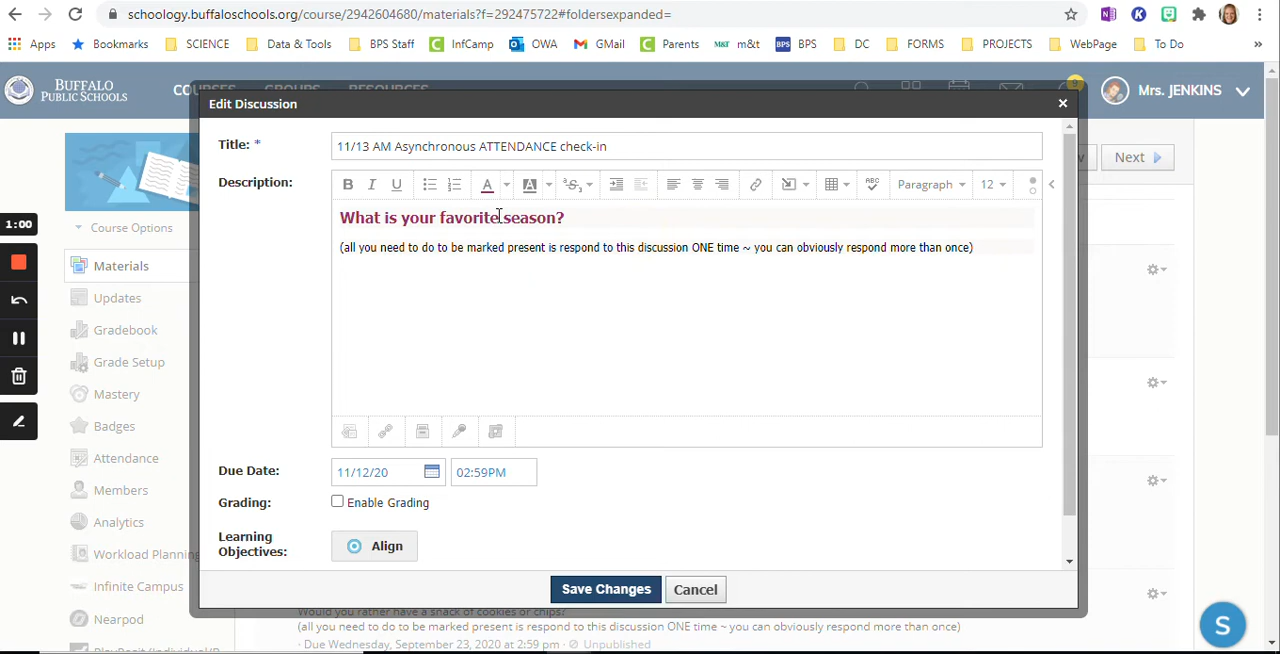 schoology.buffaloschools.org/course/2942604680/materials?f=292475722#foldersexpanded=
Apps Bookmarks SCIENCE Data & Tools BPS Staff InfCamp OWA GMail Parents M&T m&t BPS BPS DC FORMS PROJECTS WebPage To Do »
BUFFALO
PUBLIC SCHOOLS
COURSES GROUPS RESOURCES
9
Mrs. JENKINS
Edit Discussion
Title: *
11/13 AM Asynchronous ATTENDANCE check-in
Next
Description:
B I U A A S ABC Paragraph 12
What is your favorite season?
(all you need to do to be marked present is respond to this discussion ONE time ~ you can obviously respond more than once)
1:00
Course Options
Materials
Updates
Gradebook
Grade Setup
Mastery
Badges
Attendance
Members
Analytics
Workload Planning
Infinite Campus
Nearpod
Due Date:
11/12/20
02:59PM
Grading:
Enable Grading
Learning
Objectives:
Align
Save Changes
Cancel
Would you rather have a snack of cookies or chips?
(all you need to do to be marked present is respond to this discussion ONE time ~ you can obviously respond more than once)
· Due Wednesday, September 23, 2020 at 2:59 pm · Unpublished
S